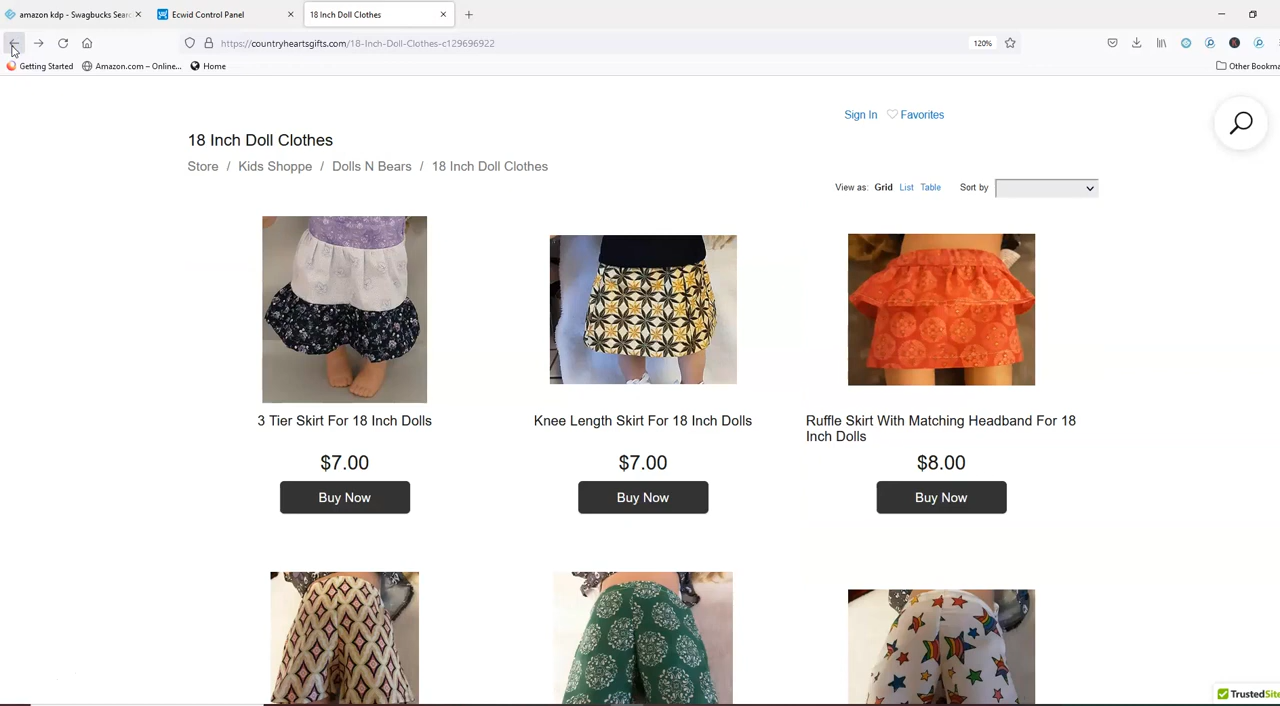 amazon kdp - Swagbucks Sear
Ecwid Control Panel
18 Inch Doll Clothes
https://countryheartsgifts.com/18-Inch-Doll-Clothes-c129696922
120%
Getting Started
Amazon.com – Online...
Home
Other Bookma
Sign In
Favorites
18 Inch Doll Clothes
Store / Kids Shoppe / Dolls N Bears / 18 Inch Doll Clothes
View as: Grid List Table Sort by
3 Tier Skirt For 18 Inch Dolls
$7.00
Buy Now
Knee Length Skirt For 18 Inch Dolls
$7.00
Buy Now
Ruffle Skirt With Matching Headband For 18
Inch Dolls
$8.00
Buy Now
TrustedSite